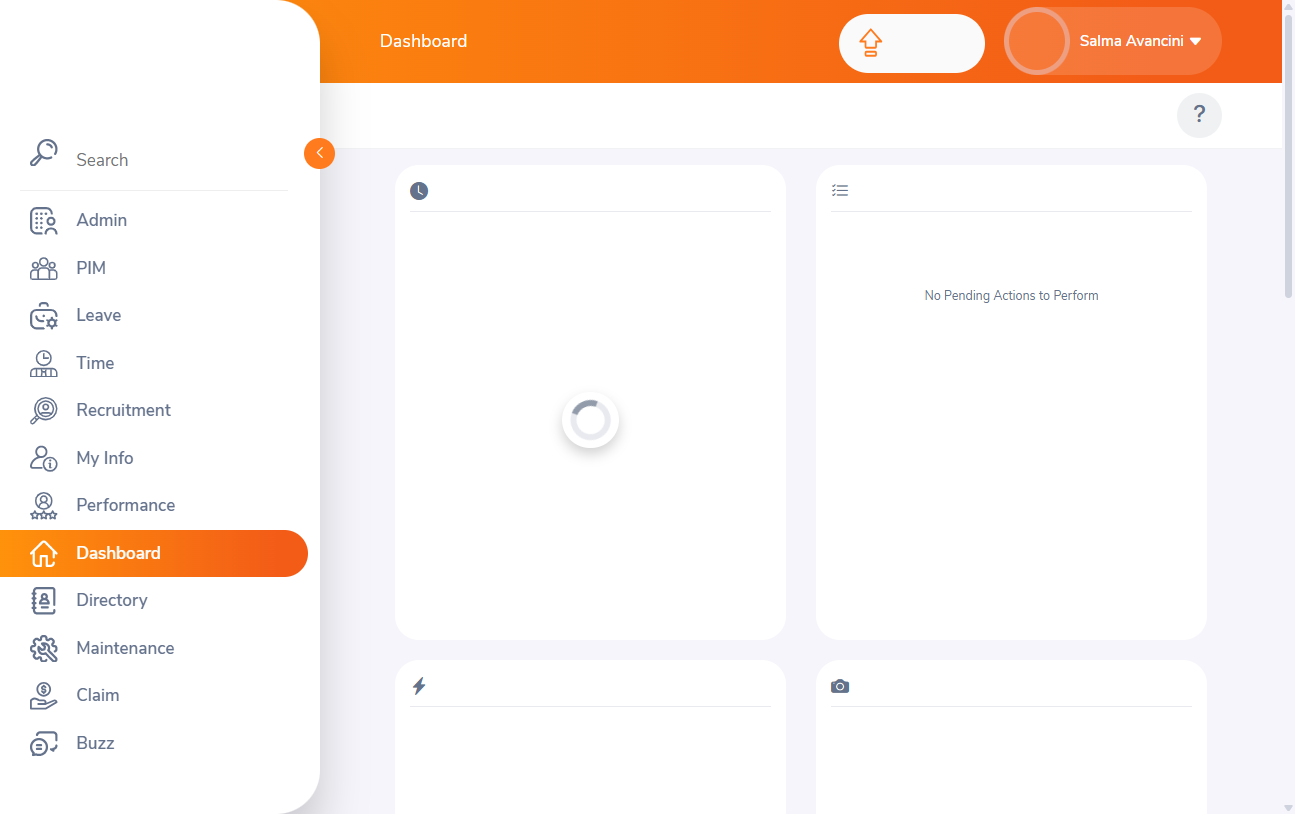 Dashboard
Salma Avancini
?
Search
Admin
PIM
Leave
Time
Recruitment
My Info
Performance
Dashboard
Directory
Maintenance
Claim
Buzz
No Pending Actions to Perform